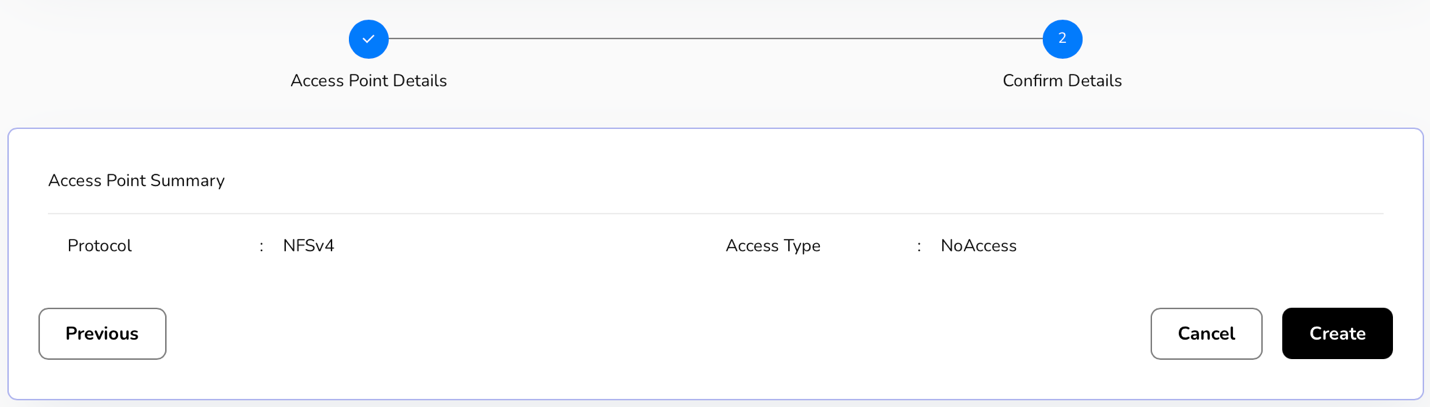 2
Access Point Details
Confirm Details
Access Point Summary
Protocol : NFSv4 Access Type : NoAccess
Previous Cancel Create